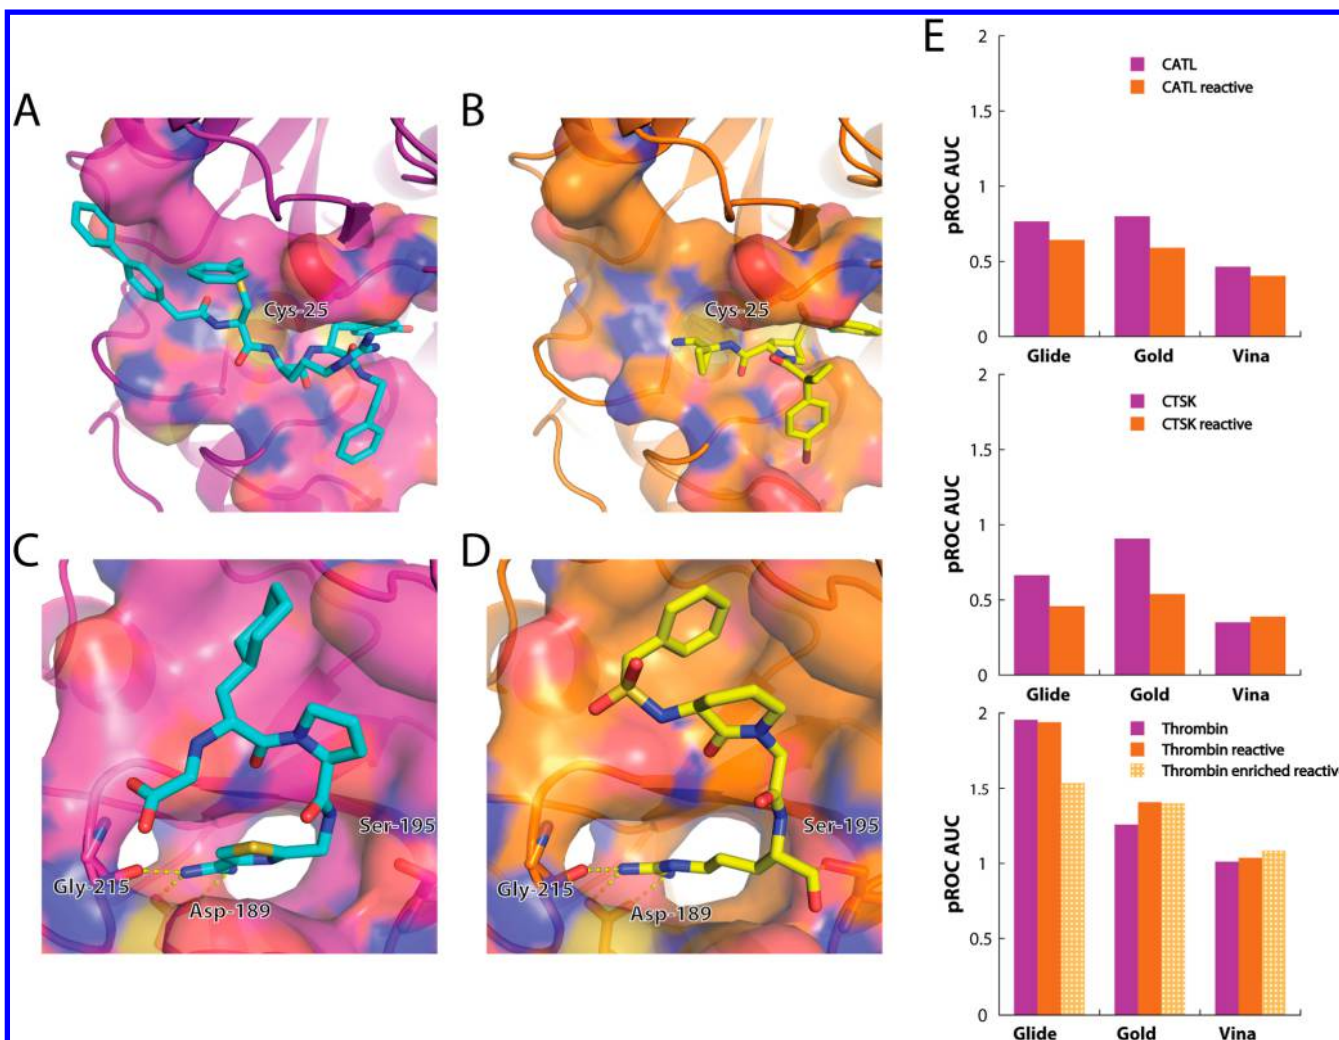 A
Cys-25
B
Cys-25
C
Ser-195
Gly-215
Asp-189
D
Ser-195
Gly-215
Asp-189
E
2
1.5
1
0.5
0
pROC AUC
CATL
CATL reactive
Glide Gold Vina
2
1.5
1
0.5
0
pROC AUC
CTSK
CTSK reactive
Glide Gold Vina
2
1.5
1
0.5
0
pROC AUC
Thrombin
Thrombin reactive
Thrombin enriched reactive
Glide Gold Vina